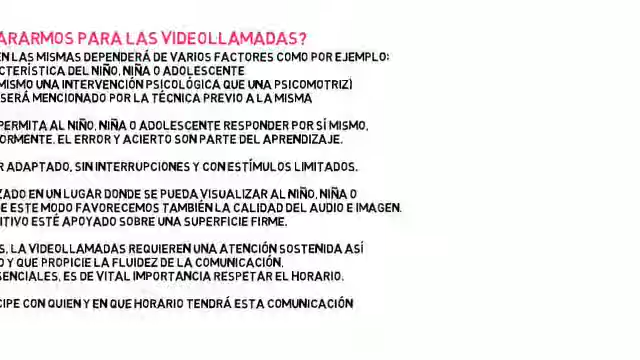 ARARMOS PARA LAS VIDEOLLAMADAS?
EN LAS MISMAS DEPENDERÁ DE VARIOS FACTORES COMO POR EJEMPLO:
CTERÍSTICA DEL NIÑO, NIÑA O ADOLESCENTE
MISMO UNA INTERVENCIÓN PSICOLÓGICA QUE UNA PSICOMOTRIZ)
SERÁ MENCIONADO POR LA TÉCNICA PREVIO A LA MISMA
PERMITA AL NIÑO, NIÑA O ADOLESCENTE RESPONDER POR SÍ MISMO,
ORMENTE. EL ERROR Y ACIERTO SON PARTE DEL APRENDIZAJE.
R ADAPTADO, SIN INTERRUPCIONES Y CON ESTÍMULOS LIMITADOS.
ZADO EN UN LUGAR DONDE SE PUEDA VISUALIZAR AL NIÑO, NIÑA O
E ESTE MODO FAVORECEMOS TAMBIÉN LA CALIDAD DEL AUDIO E IMAGEN.
ITIVO ESTÉ APOYADO SOBRE UNA SUPERFICIE FIRME.
S, LA VIDEOLLAMADAS REQUIEREN UNA ATENCIÓN SOSTENIDA ASÍ
O Y QUE PROPICIE LA FLUIDEZ DE LA COMUNICACIÓN.
SENCIALES, ES DE VITAL IMPORTANCIA RESPETAR EL HORARIO.
CIPE CON QUIEN Y EN QUE HORARIO TENDRÁ ESTA COMUNICACIÓN